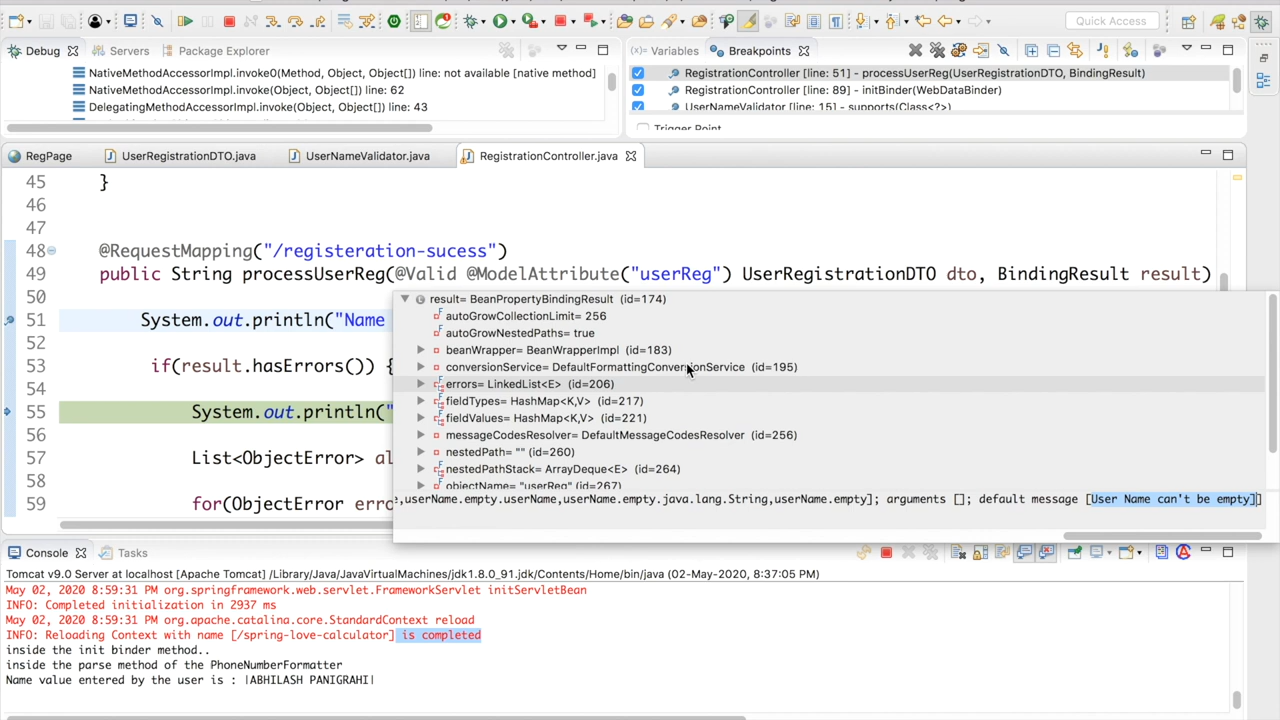 Quick Access
Debug
Servers
Package Explorer
(x)= Variables
Breakpoints
NativeMethodAccessorImpl.invoke0(Method, Object, Object[]) line: not available [native method]
NativeMethodAccessorImpl.invoke(Object, Object[]) line: 62
DelegatingMethodAccessorImpl.invoke(Object, Object[]) line: 43
RegistrationController [line: 51] - processUserReg(UserRegistrationDTO, BindingResult)
RegistrationController [line: 89] - initBinder(WebDataBinder)
UserNameValidator [line: 15] - supports(Class<?>)
Trigger Point
RegPage
UserRegistrationDTO.java
UserNameValidator.java
RegistrationController.java
45 }
46
47
48 @RequestMapping("/registeration-sucess")
49 public String processUserReg(@Valid @ModelAttribute("userReg") UserRegistrationDTO dto, BindingResult result)
50
51 System.out.println("Name
52
53 if(result.hasErrors()) {
54
55 System.out.println("
56
57 List<ObjectError> al
58
59 for(ObjectError erro
result= BeanPropertyBindingResult (id=174)
autoGrowCollectionLimit= 256
autoGrowNestedPaths= true
beanWrapper= BeanWrapperImpl (id=183)
conversionService= DefaultFormattingConversionService (id=195)
errors= LinkedList<E> (id=206)
fieldTypes= HashMap<K,V> (id=217)
fieldValues= HashMap<K,V> (id=221)
messageCodesResolver= DefaultMessageCodesResolver (id=256)
nestedPath= "" (id=260)
nestedPathStack= ArrayDeque<E> (id=264)
objectName= "userReg" (id=267)
e,userName.empty.userName,userName.empty.java.lang.String,userName.empty]; arguments []; default message [User Name can't be empty]]
Console
Tasks
Tomcat v9.0 Server at localhost [Apache Tomcat] /Library/Java/JavaVirtualMachines/jdk1.8.0_91.jdk/Contents/Home/bin/java (02-May-2020, 8:37:05 PM)
May 02, 2020 8:59:31 PM org.springframework.web.servlet.FrameworkServlet initServletBean
INFO: Completed initialization in 2937 ms
May 02, 2020 8:59:31 PM org.apache.catalina.core.StandardContext reload
INFO: Reloading Context with name [/spring-love-calculator] is completed
inside the init binder method..
inside the parse method of the PhoneNumberFormatter
Name value entered by the user is : |ABHILASH PANIGRAHI|